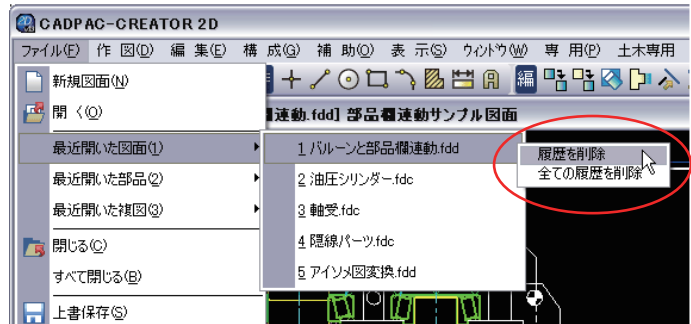 CADPAC-CREATOR 2D
ファイル(F) 作 図(D) 編 集(E) 構 成(G) 補 助(O) 表 示(S) ウィンドウ(W) 専 用(P) 土木専用
新規図面(N) 編
開 く(O) 連動.fdd] 部品欄連動サンプル図面
最近開いた図面(1) 1 バルーンと部品欄連動.fdd 履歴を削除
最近開いた部品(2) 2 油圧シリンダー.fdc 全ての履歴を削除
最近開いた複図(3) 3 軸受.fdc
閉じる(C) 4 隠線パーツ.fdc
すべて閉じる(B) 5 アイソメ図変換.fdd
上書保存(S)